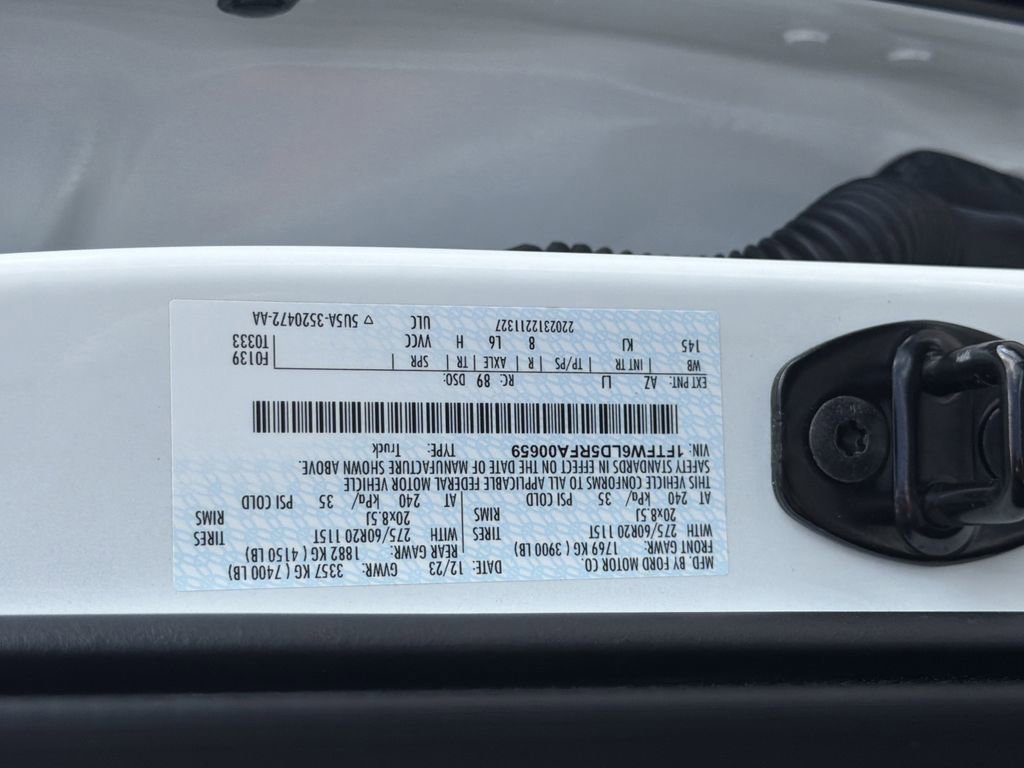 MFD. BY FORD MOTOR CO. DATE: 12/23 GVWR: 3357 KG ( 7400 LB)
FRONT GAWR: 1769 KG ( 3900 LB) REAR GAWR: 1882 KG ( 4150 LB)
WITH 275/60R20 115T TIRES WITH 275/60R20 115T TIRES
20x8.5J RIMS 20x8.5J RIMS
AT 240 kPa/ 35 PSI COLD AT 240 kPa/ 35 PSI COLD
THIS VEHICLE CONFORMS TO ALL APPLICABLE FEDERAL MOTOR VEHICLE
SAFETY STANDARDS IN EFFECT ON THE DATE OF MANUFACTURE SHOWN ABOVE.
VIN: 1FTFW6LD5RFA00659 TYPE: Truck
EXT PNT: AZ LI RC: 89 DSO: F0139
WB | INT TR | TP/PS | R | AXLE | TR | SPR T0333
145 KJ 8 L6 H VVCC
2202312211327 ULC ▽ 5U5A-3520472-AA